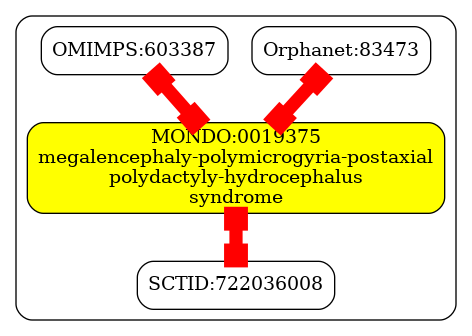 OMIMPS:603387
Orphanet:83473
MONDO:0019375
megalencephaly-polymicrogyria-postaxial
polydactyly-hydrocephalus
syndrome
SCTID:722036008